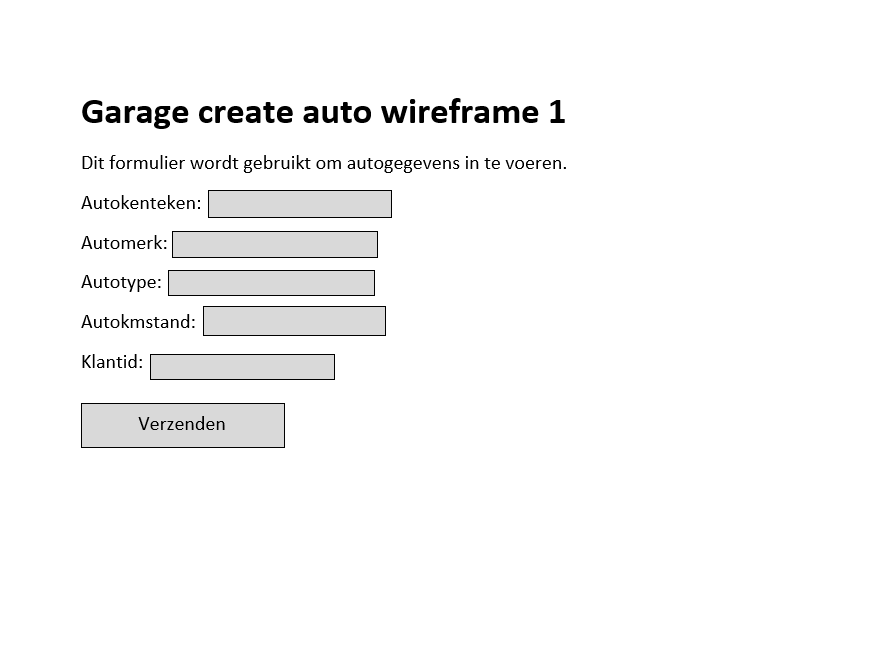 Garage create auto wireframe 1
Dit formulier wordt gebruikt om autogegevens in te voeren.
Autokenteken:
Automerk:
Autotype:
Autokmstand:
Klantid:
Verzenden